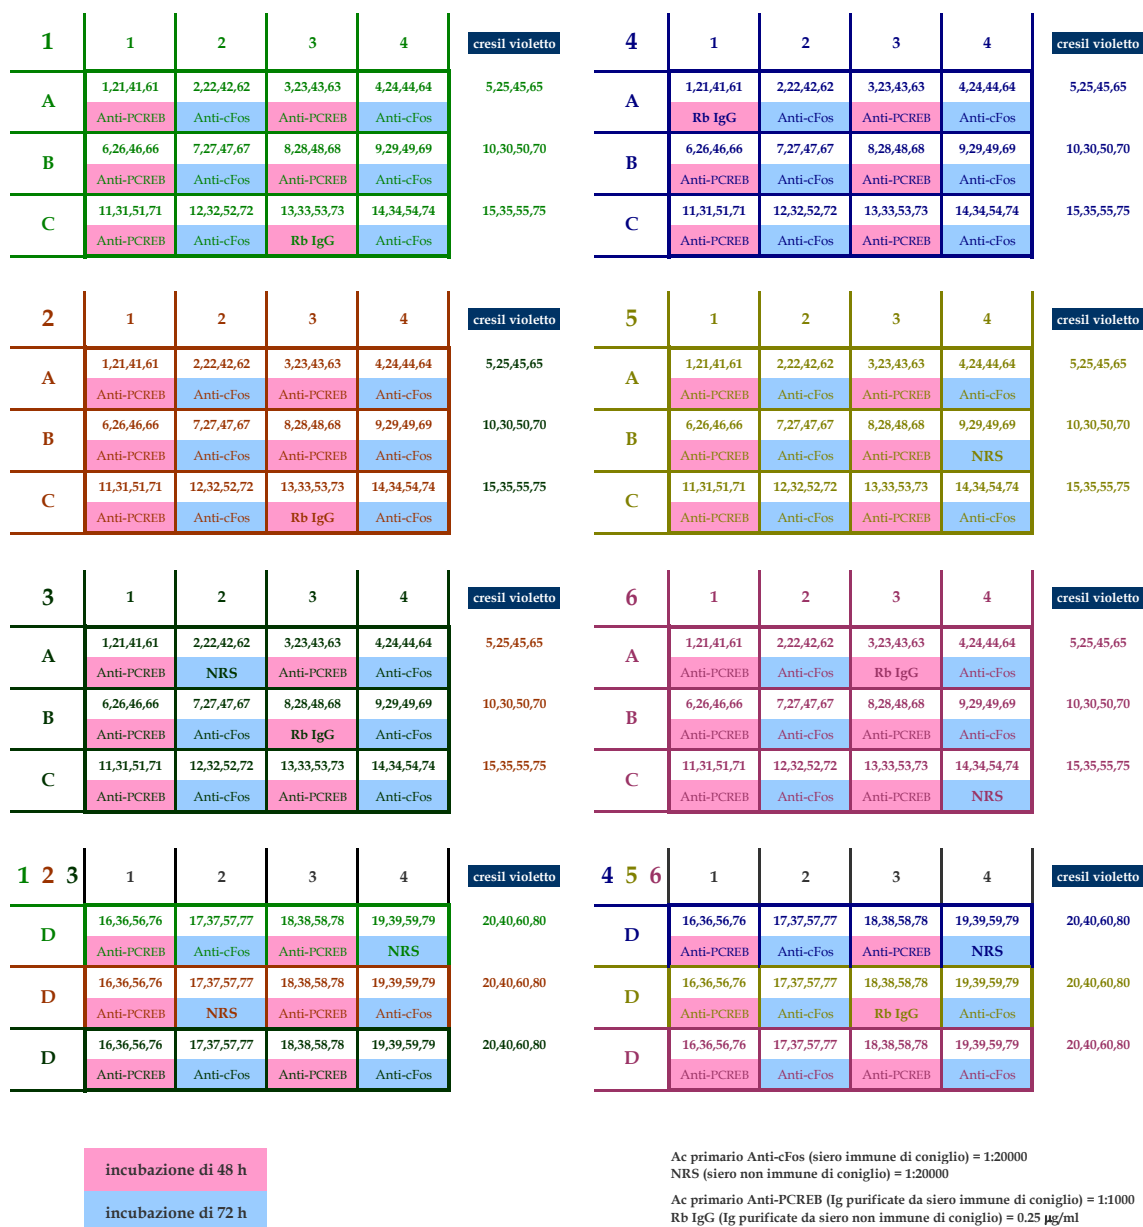 1 1 2 3 4 cresil violetto
A 1,21,41,61 2,22,42,62 3,23,43,63 4,24,44,64 5,25,45,65
Anti-PCREB Anti-cFos Anti-PCREB Anti-cFos
B 6,26,46,66 7,27,47,67 8,28,48,68 9,29,49,69 10,30,50,70
Anti-PCREB Anti-cFos Anti-PCREB Anti-cFos
C 11,31,51,71 12,32,52,72 13,33,53,73 14,34,54,74 15,35,55,75
Anti-PCREB Anti-cFos Rb IgG Anti-cFos
4 1 2 3 4 cresil violetto
A 1,21,41,61 2,22,42,62 3,23,43,63 4,24,44,64 5,25,45,65
Rb IgG Anti-cFos Anti-PCREB Anti-cFos
B 6,26,46,66 7,27,47,67 8,28,48,68 9,29,49,69 10,30,50,70
Anti-PCREB Anti-cFos Anti-PCREB Anti-cFos
C 11,31,51,71 12,32,52,72 13,33,53,73 14,34,54,74 15,35,55,75
Anti-PCREB Anti-cFos Anti-PCREB Anti-cFos
2 1 2 3 4 cresil violetto
A 1,21,41,61 2,22,42,62 3,23,43,63 4,24,44,64 5,25,45,65
Anti-PCREB Anti-cFos Anti-PCREB Anti-cFos
B 6,26,46,66 7,27,47,67 8,28,48,68 9,29,49,69 10,30,50,70
Anti-PCREB Anti-cFos Anti-PCREB Anti-cFos
C 11,31,51,71 12,32,52,72 13,33,53,73 14,34,54,74 15,35,55,75
Anti-PCREB Anti-cFos Rb IgG Anti-cFos
5 1 2 3 4 cresil violetto
A 1,21,41,61 2,22,42,62 3,23,43,63 4,24,44,64 5,25,45,65
Anti-PCREB Anti-cFos Anti-PCREB Anti-cFos
B 6,26,46,66 7,27,47,67 8,28,48,68 9,29,49,69 10,30,50,70
Anti-PCREB Anti-cFos Anti-PCREB NRS
C 11,31,51,71 12,32,52,72 13,33,53,73 14,34,54,74 15,35,55,75
Anti-PCREB Anti-cFos Anti-PCREB Anti-cFos
3 1 2 3 4 cresil violetto
A 1,21,41,61 2,22,42,62 3,23,43,63 4,24,44,64 5,25,45,65
Anti-PCREB NRS Anti-PCREB Anti-cFos
B 6,26,46,66 7,27,47,67 8,28,48,68 9,29,49,69 10,30,50,70
Anti-PCREB Anti-cFos Rb IgG Anti-cFos
C 11,31,51,71 12,32,52,72 13,33,53,73 14,34,54,74 15,35,55,75
Anti-PCREB Anti-cFos Anti-PCREB Anti-cFos
6 1 2 3 4 cresil violetto
A 1,21,41,61 2,22,42,62 3,23,43,63 4,24,44,64 5,25,45,65
Anti-PCREB Anti-cFos Rb IgG Anti-cFos
B 6,26,46,66 7,27,47,67 8,28,48,68 9,29,49,69 10,30,50,70
Anti-PCREB Anti-cFos Anti-PCREB Anti-cFos
C 11,31,51,71 12,32,52,72 13,33,53,73 14,34,54,74 15,35,55,75
Anti-PCREB Anti-cFos Anti-PCREB NRS
1 2 3 1 2 3 4 cresil violetto
D 16,36,56,76 17,37,57,77 18,38,58,78 19,39,59,79 20,40,60,80
Anti-PCREB Anti-cFos Anti-PCREB NRS
D 16,36,56,76 17,37,57,77 18,38,58,78 19,39,59,79 20,40,60,80
Anti-PCREB NRS Anti-PCREB Anti-cFos
D 16,36,56,76 17,37,57,77 18,38,58,78 19,39,59,79 20,40,60,80
Anti-PCREB Anti-cFos Anti-PCREB Anti-cFos
4 5 6 1 2 3 4 cresil violetto
D 16,36,56,76 17,37,57,77 18,38,58,78 19,39,59,79 20,40,60,80
Anti-PCREB Anti-cFos Anti-PCREB NRS
D 16,36,56,76 17,37,57,77 18,38,58,78 19,39,59,79 20,40,60,80
Anti-PCREB Anti-cFos Rb IgG Anti-cFos
D 16,36,56,76 17,37,57,77 18,38,58,78 19,39,59,79 20,40,60,80
Anti-PCREB Anti-cFos Anti-PCREB Anti-cFos
incubazione di 48 h
incubazione di 72 h
Ac primario Anti-cFos (siero immune di coniglio) = 1:20000
NRS (siero non immune di coniglio) = 1:20000
Ac primario Anti-PCREB (Ig purificate da siero immune di coniglio) = 1:1000
Rb IgG (Ig purificate da siero non immune di coniglio) = 0.25 µg/ml